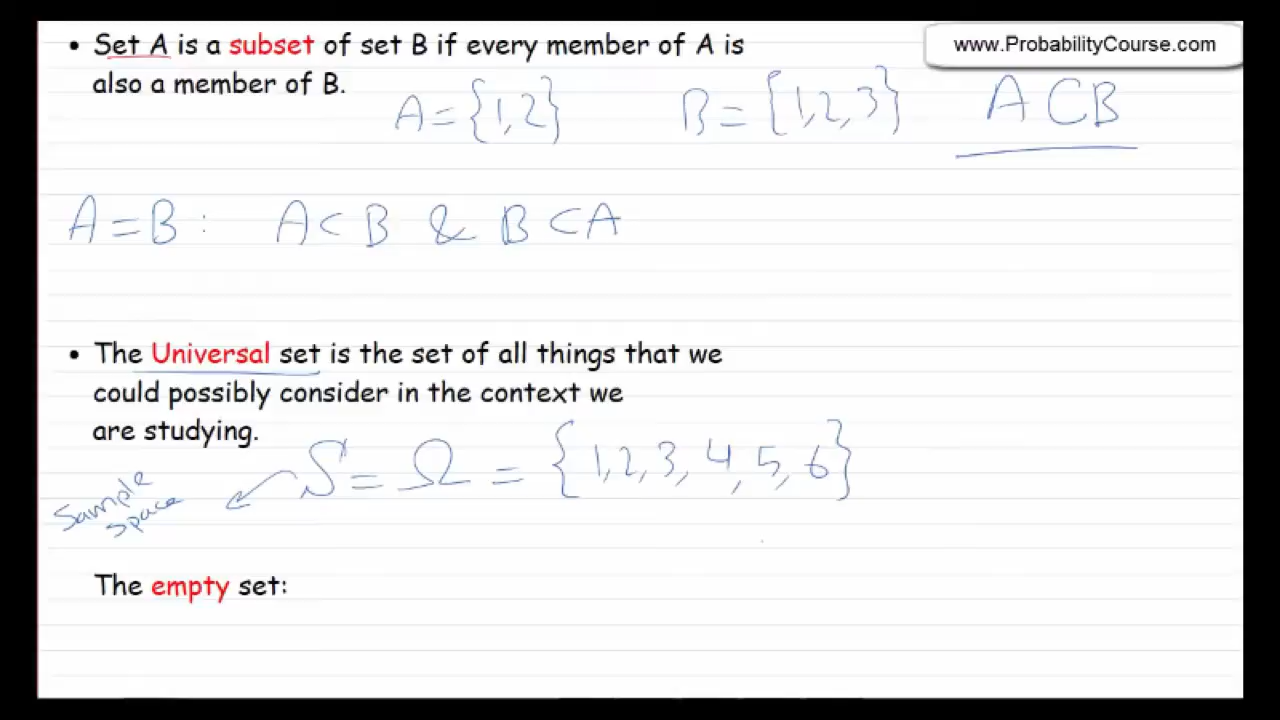 • Set A is a subset of set B if every member of A is
www.ProbabilityCourse.com
also a member of B.
A = {1,2} B = {1,2,3} A ⊂ B
A = B : A ⊂ B & B ⊂ A
• The Universal set is the set of all things that we
could possibly consider in the context we
are studying.
S = Ω = {1,2,3,4,5,6}
Sample
space
The empty set: